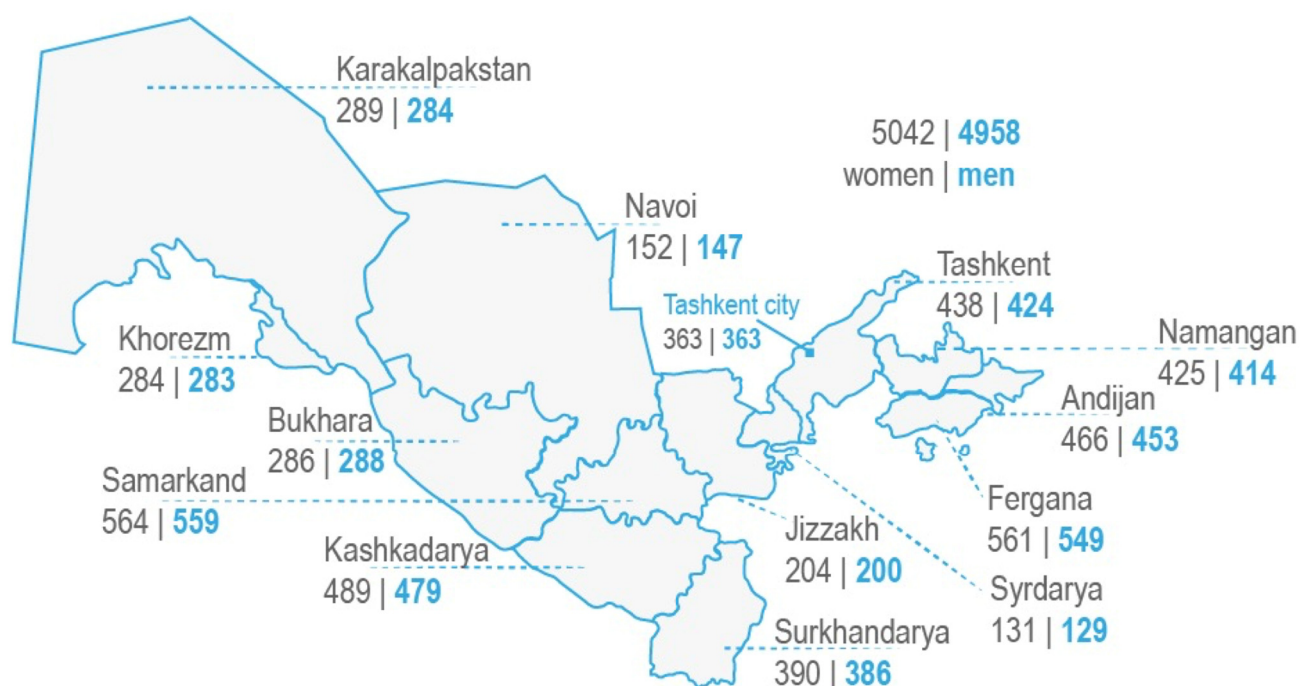 Karakalpakstan
289 | 284
5042 | 4958
women | men
Navoi
152 | 147
Tashkent
438 | 424
Tashkent city
363 | 363
Namangan
425 | 414
Khorezm
284 | 283
Andijan
466 | 453
Bukhara
286 | 288
Samarkand
564 | 559
Fergana
561 | 549
Jizzakh
204 | 200
Kashkadarya
489 | 479
Syrdarya
131 | 129
Surkhandarya
390 | 386